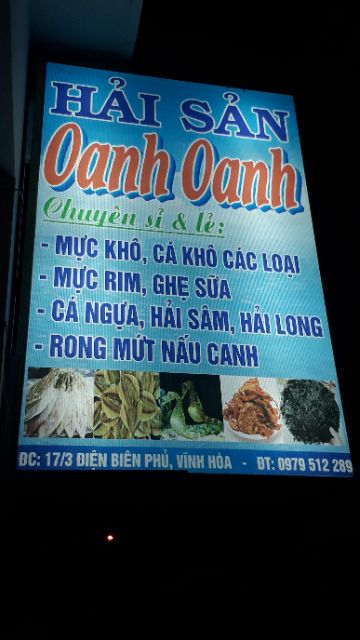 HẢI SẢN
Oanh Oanh
Chuyên sỉ & lẻ:
- MỰC KHÔ, CÁ KHÔ CÁC LOẠI
- MỰC RIM, GHẸ SỮA
- CÁ NGỰA, HẢI SÂM, HẢI LONG
- RONG MỨT NẤU CANH
ĐC: 17/3 ĐIỆN BIÊN PHỦ, VĨNH HÒA - ĐT: 0979 512 289